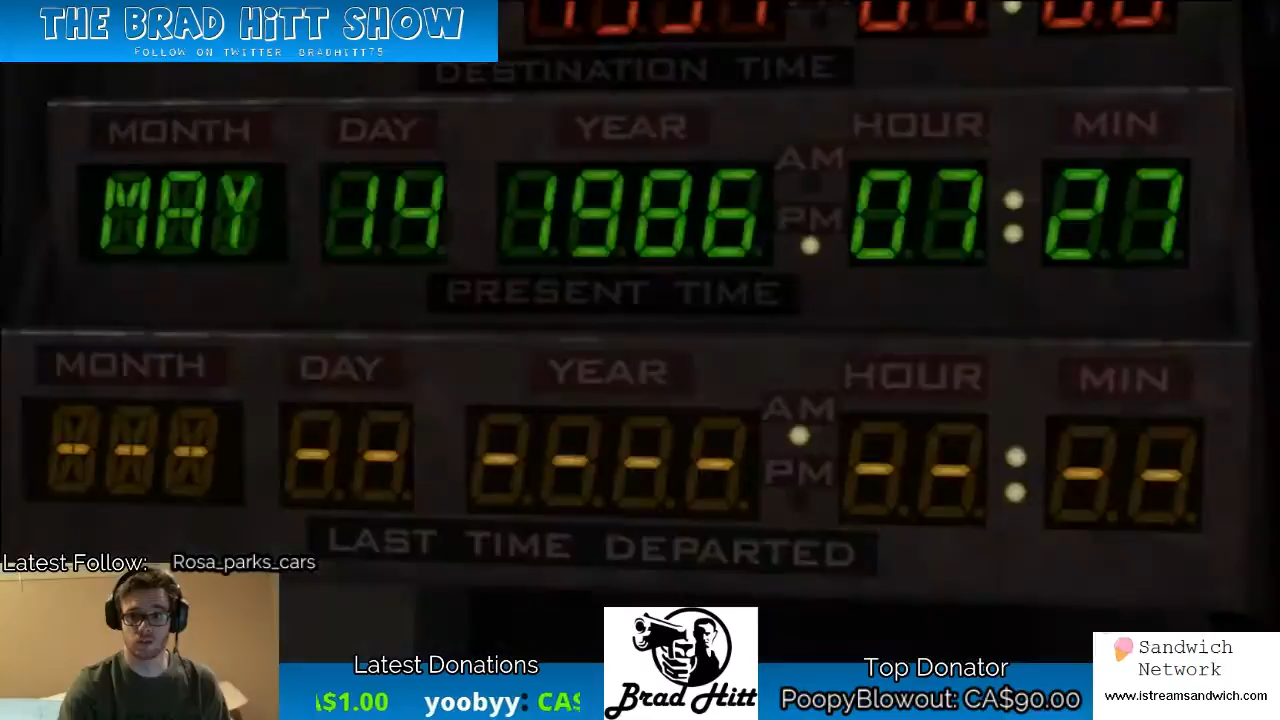 THE BRAD HITT SHOW
FOLLOW ON TWITTER BRADHITT75
DESTINATION TIME
MONTH DAY YEAR AM PM HOUR MIN
MAY 14 1986 07:27
PRESENT TIME
MONTH DAY YEAR AM PM HOUR MIN
--- -- ---- --:--
LAST TIME DEPARTED
Latest Follow: Rosa_parks_cars
Latest Donations
A$1.00 yoobyy: CA$
Brad Hitt
Top Donator
PoopyBlowout: CA$90.00
Sandwich
Network
www.istreamsandwich.com